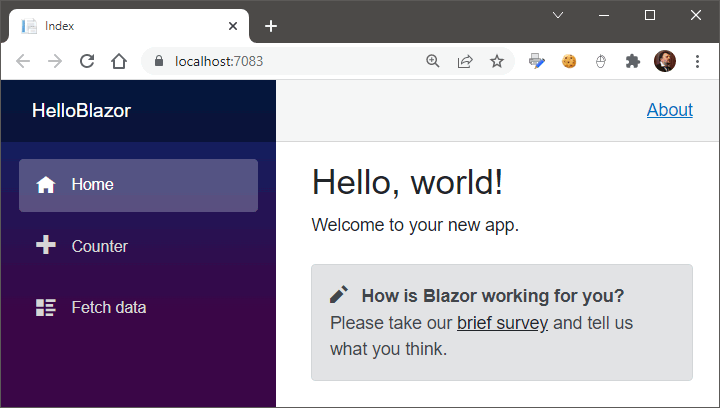 Index
localhost:7083
HelloBlazor
About
Home
Counter
Fetch data
Hello, world!
Welcome to your new app.
How is Blazor working for you?
Please take our brief survey and tell us
what you think.